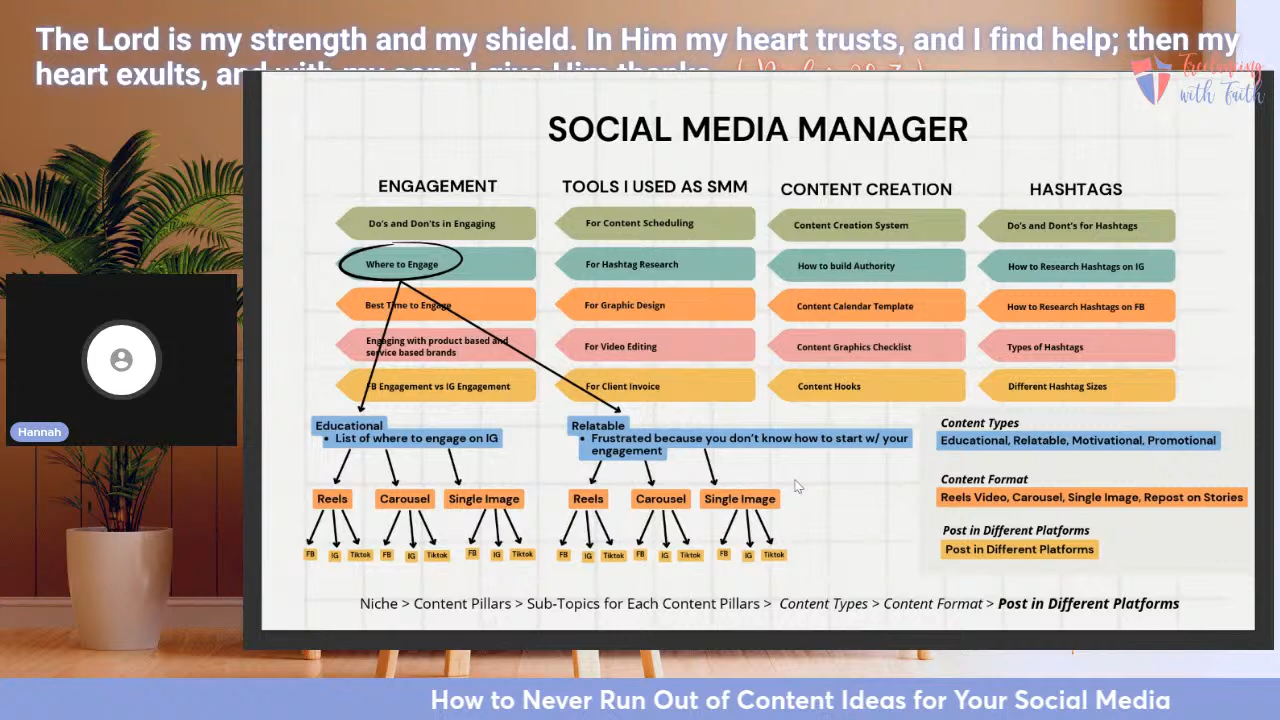 The Lord is my strength and my shield. In Him my heart trusts, and I find help; then my
heart exults, and with my song I give Him thanks.
Freelancing
with Faith
SOCIAL MEDIA MANAGER
ENGAGEMENT
Do's and Don'ts in Engaging
Where to Engage
Best Time to Engage
Engaging with product based and
service based brands
FB Engagement vs IG Engagement
TOOLS I USED AS SMM
For Content Scheduling
For Hashtag Research
For Graphic Design
For Video Editing
For Client Invoice
CONTENT CREATION
Content Creation System
How to build Authority
Content Calendar Template
Content Graphics Checklist
Content Hooks
HASHTAGS
Do's and Dont's for Hashtags
How to Research Hashtags on IG
How to Research Hashtags on FB
Types of Hashtags
Different Hashtag Sizes
Educational
• List of where to engage on IG
Reels Carousel Single Image
FB IG Tiktok FB IG Tiktok FB IG Tiktok
Relatable
• Frustrated because you don't know how to start w/ your
engagement
Reels Carousel Single Image
FB IG Tiktok FB IG Tiktok FB IG Tiktok
Content Types
Educational, Relatable, Motivational, Promotional
Content Format
Reels Video, Carousel, Single Image, Repost on Stories
Post in Different Platforms
Post in Different Platforms
Niche > Content Pillars > Sub-Topics for Each Content Pillars > Content Types > Content Format > Post in Different Platforms
Hannah
How to Never Run Out of Content Ideas for Your Social Media